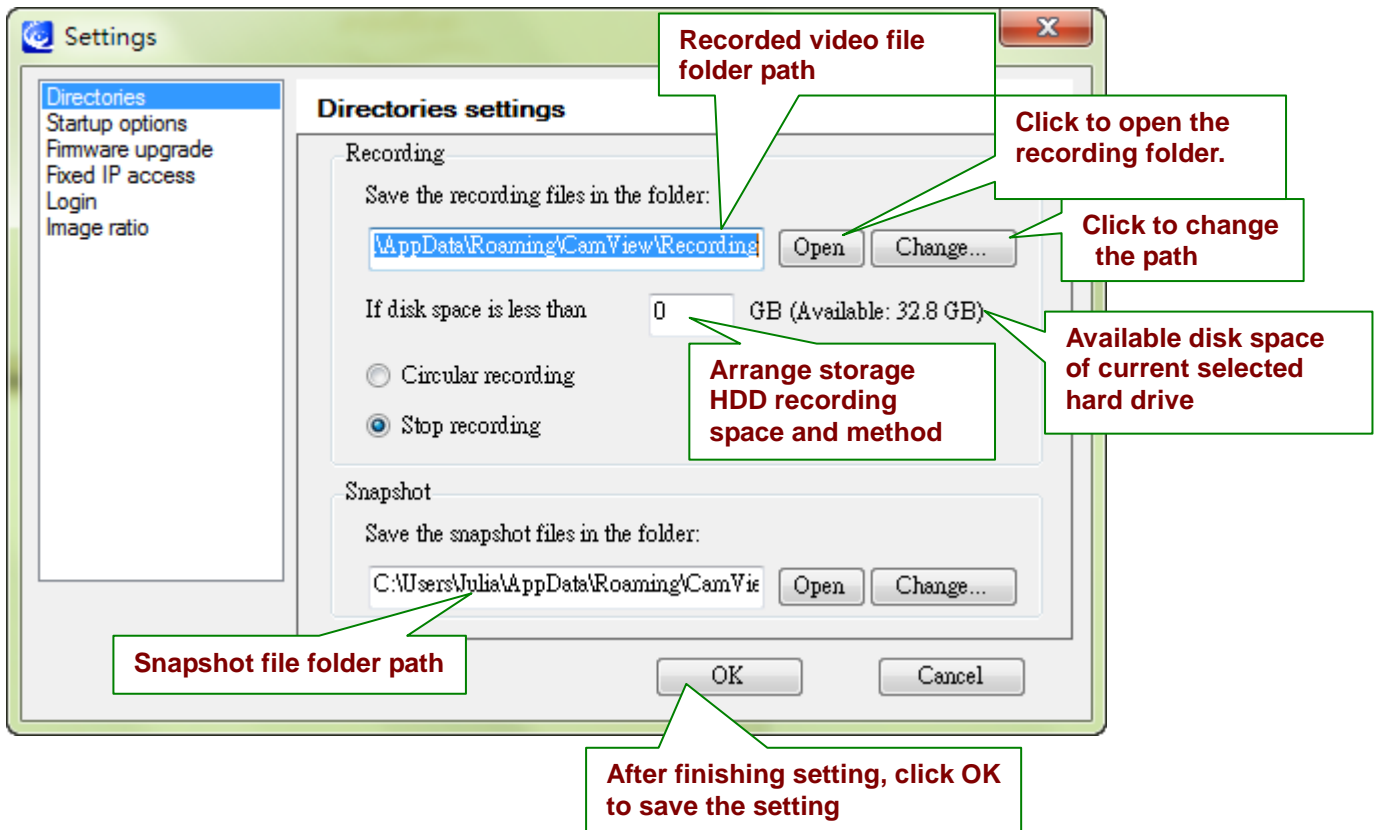 Settings
Recorded video file
folder path
Directories
Startup options
Firmware upgrade
Fixed IP access
Login
Image ratio
Directories settings
Click to open the
recording folder.
Recording
Save the recording files in the folder:
\AppData\Roaming\CamView\Recording
Open
Change...
Click to change
the path
If disk space is less than
0
GB (Available: 32.8 GB)
Available disk space
of current selected
hard drive
Arrange storage
HDD recording
space and method
Circular recording
Stop recording
Snapshot
Save the snapshot files in the folder:
C:\Users\Julia\AppData\Roaming\CamVie
Open
Change...
Snapshot file folder path
OK
Cancel
After finishing setting, click OK
to save the setting